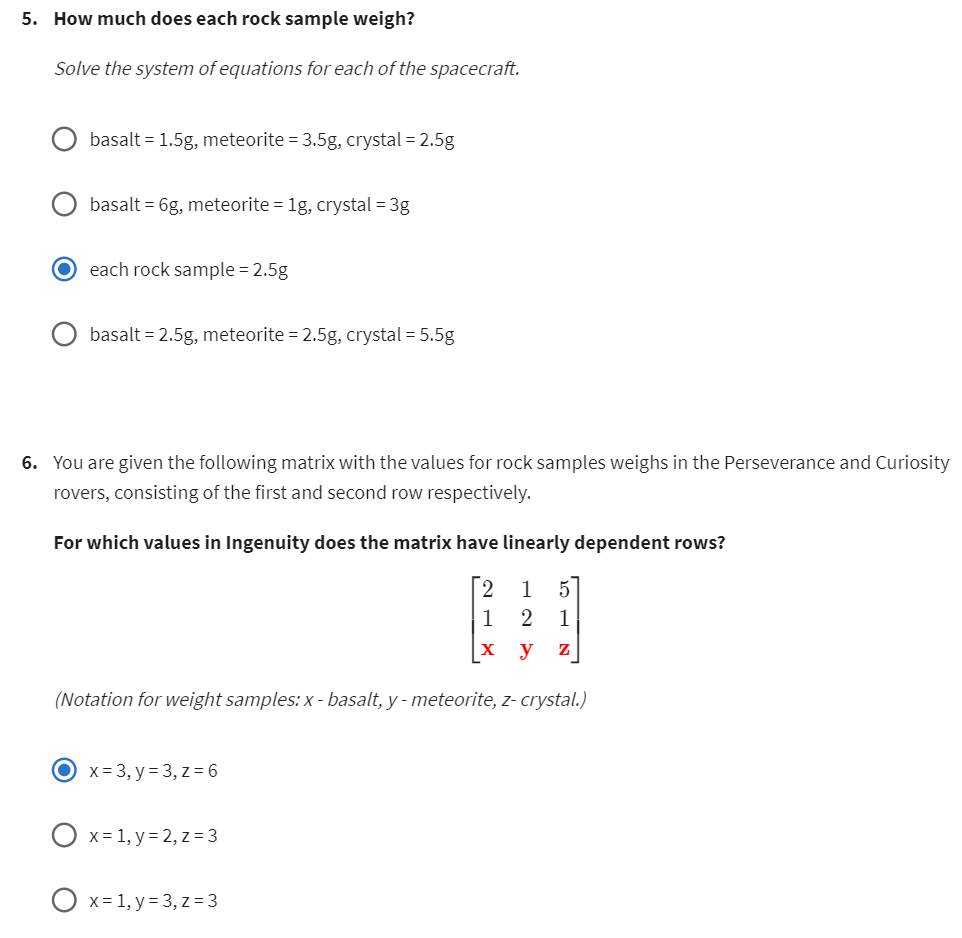 5. How much does each rock sample weigh?
Solve the system of equations for each of the spacecraft.
basalt = 1.5g, meteorite = 3.5g, crystal = 2.5g
basalt = 6g, meteorite = 1g, crystal = 3g
each rock sample = 2.5g
basalt = 2.5g, meteorite = 2.5g, crystal = 5.5g
6. You are given the following matrix with the values for rock samples weighs in the Perseverance and Curiosity
rovers, consisting of the first and second row respectively.
For which values in Ingenuity does the matrix have linearly dependent rows?
2 1 5
1 2 1
x y z
(Notation for weight samples: x - basalt, y - meteorite, z- crystal.)
x = 3, y = 3, z = 6
x = 1, y = 2, z = 3
x = 1, y = 3, z = 3